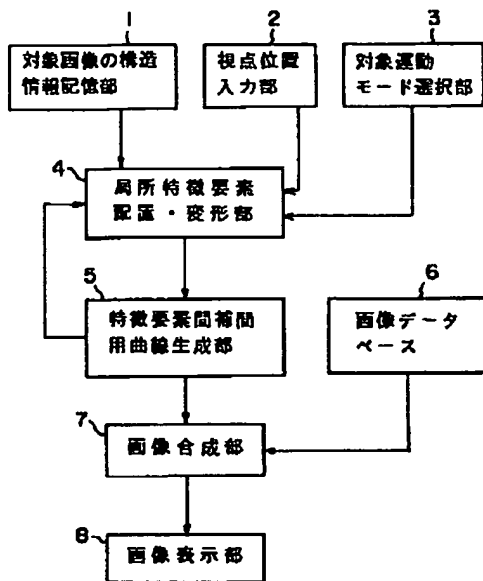 1
対象画像の構造
情報記憶部
2
視点位置
入力部
3
対象運動
モード選択部
4
局所特徴要素
配置・変形部
5
特徴要素間補間
用曲線生成部
6
画像データ
ベース
7
画像合成部
8
画像表示部